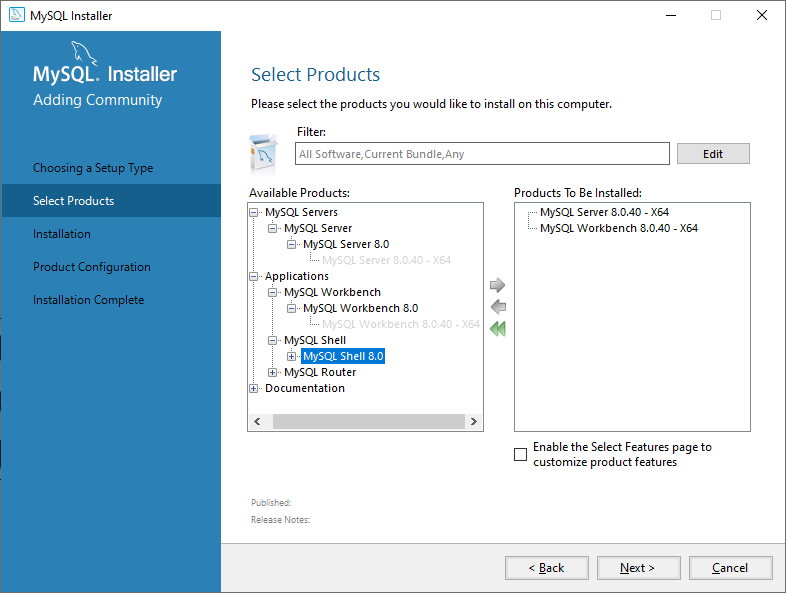 MySQL Installer
MySQL. Installer
Adding Community
Choosing a Setup Type
Select Products
Installation
Product Configuration
Installation Complete
Select Products
Please select the products you would like to install on this computer.
Filter:
All Software,Current Bundle,Any
Edit
Available Products:
MySQL Servers
MySQL Server
MySQL Server 8.0
MySQL Server 8.0.40 - X64
Applications
MySQL Workbench
MySQL Workbench 8.0
MySQL Workbench 8.0.40 - X64
MySQL Shell
MySQL Shell 8.0
MySQL Router
Documentation
Products To Be Installed:
MySQL Server 8.0.40 - X64
MySQL Workbench 8.0.40 - X64
Enable the Select Features page to
customize product features
Published:
Release Notes:
< Back
Next >
Cancel